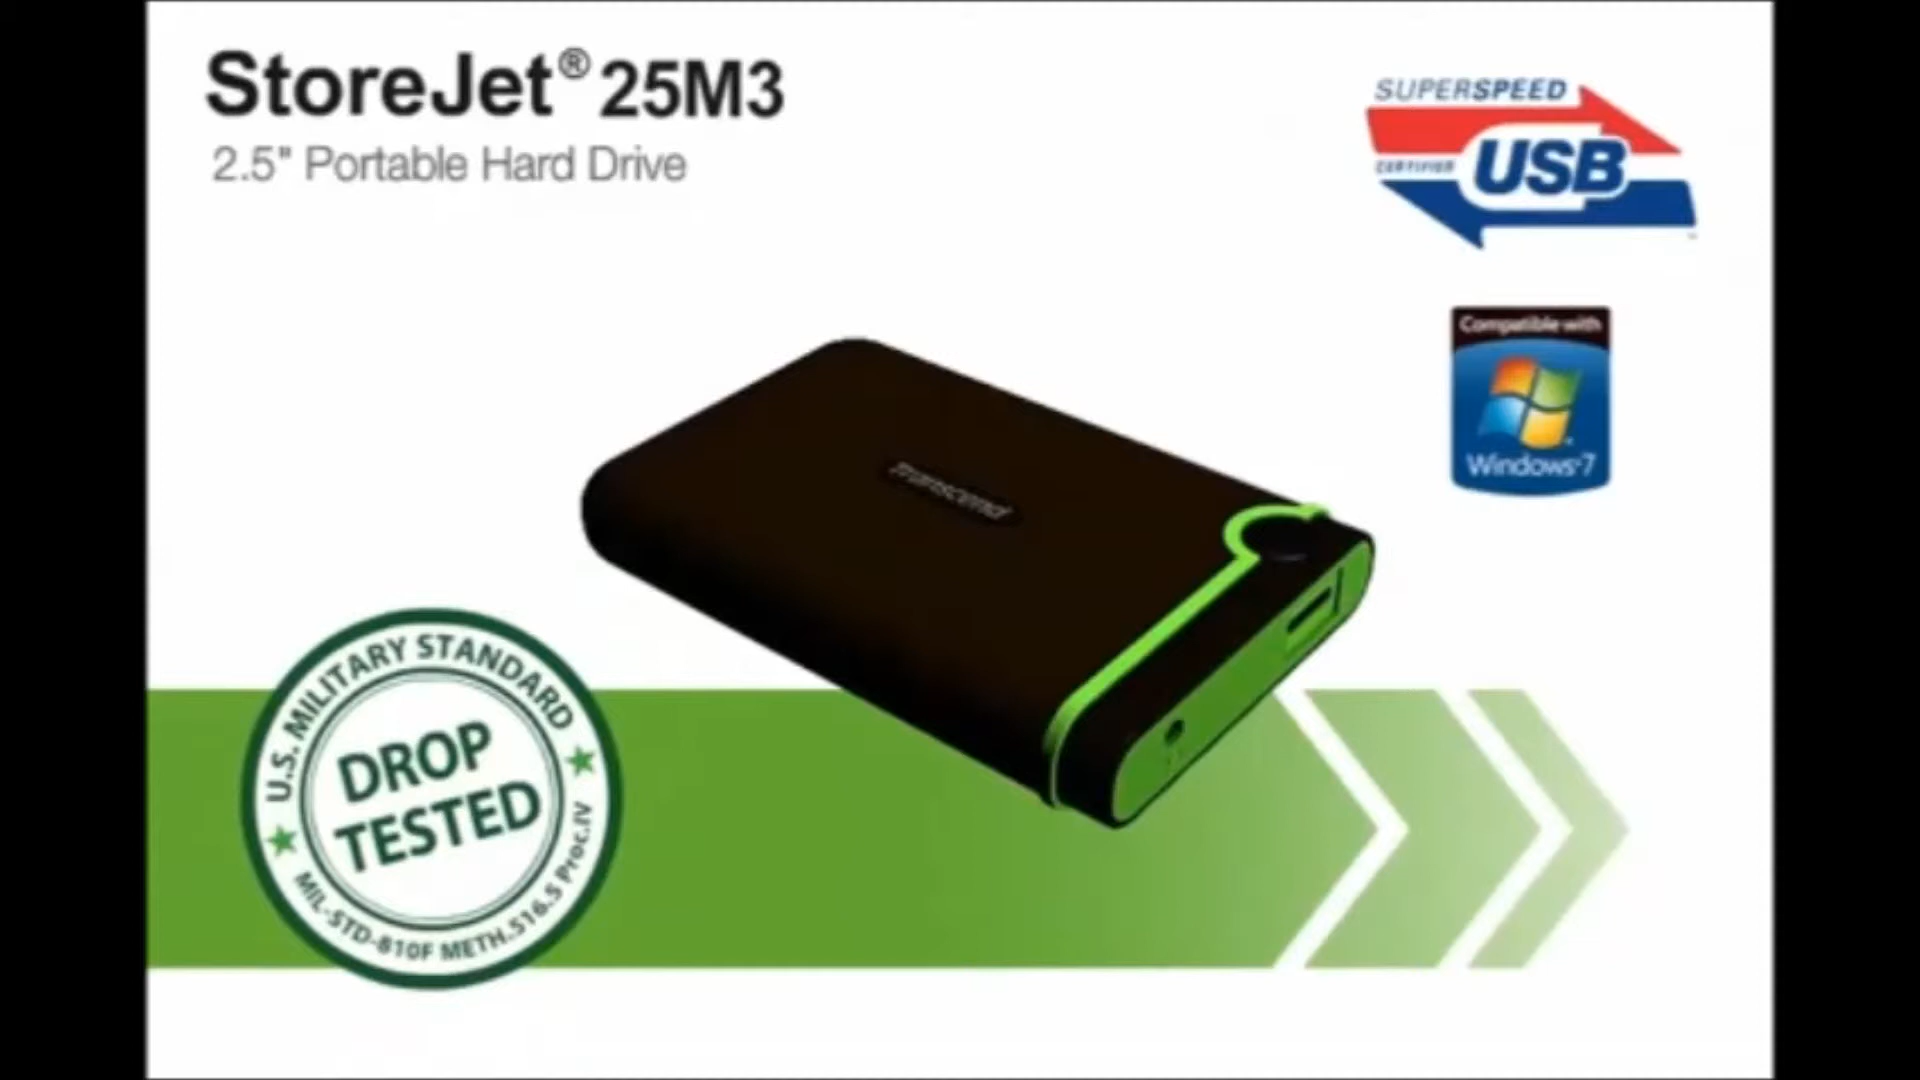 StoreJet® 25M3
2.5" Portable Hard Drive
SUPERSPEED
CERTIFIED
USB
Compatible with
Windows 7
Transcend
U.S. MILITARY STANDARD
DROP
TESTED
MIL-STD-810F METH.516.5 Proc.IV